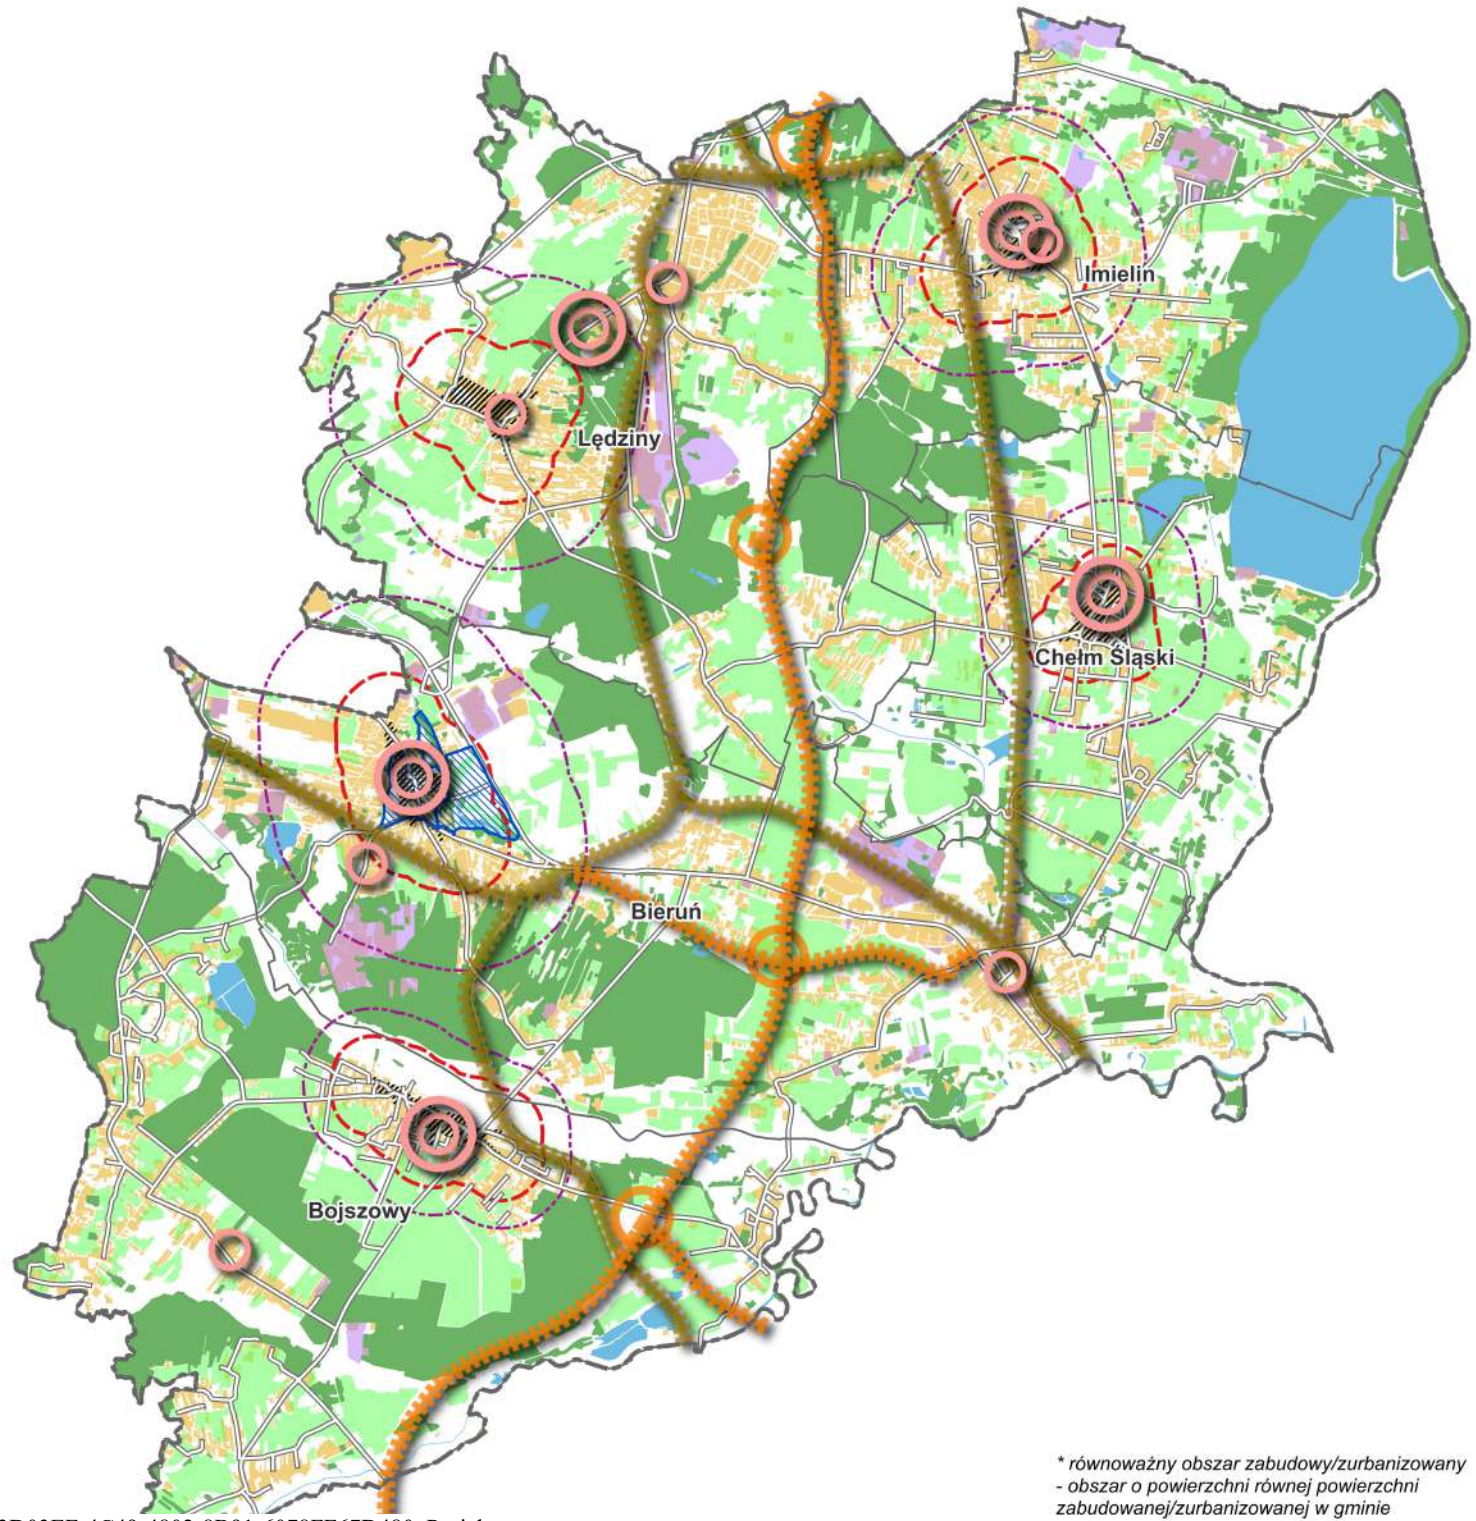 Imielin
Lędziny
Chełm Śląski
Bieruń
Bojszowy
* równoważny obszar zabudowy/zurbanizowany
- obszar o powierzchni równej powierzchni
zabudowanej/zurbanizowanej w gminie